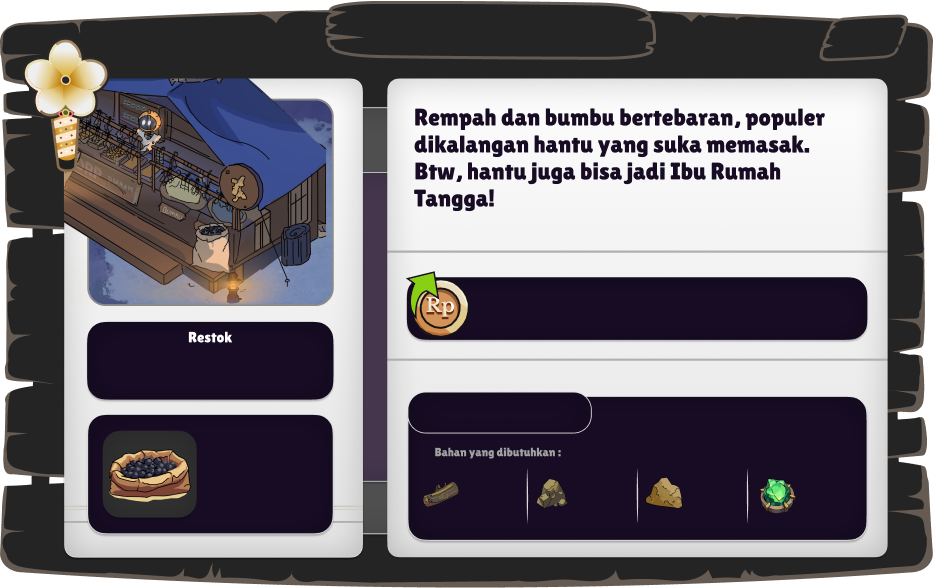 Rempah dan bumbu bertebaran, populer
dikalangan hantu yang suka memasak.
Btw, hantu juga bisa jadi Ibu Rumah
Tangga!
Rp
Restok
Bahan yang dibutuhkan :